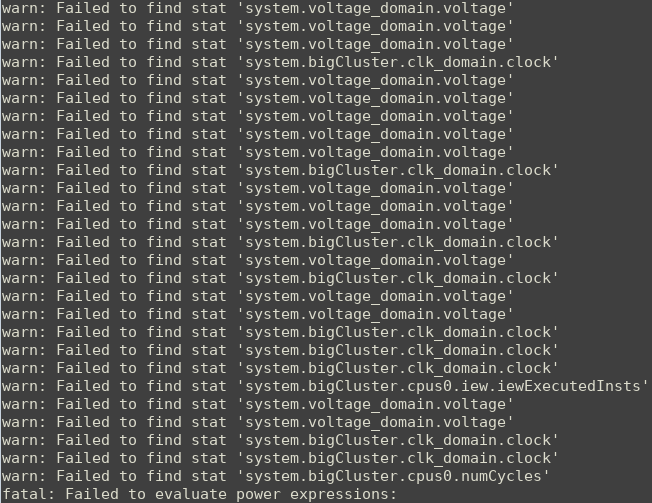 warn: Failed to find stat 'system.voltage_domain.voltage'
warn: Failed to find stat 'system.voltage_domain.voltage'
warn: Failed to find stat 'system.voltage_domain.voltage'
warn: Failed to find stat 'system.bigCluster.clk_domain.clock'
warn: Failed to find stat 'system.voltage_domain.voltage'
warn: Failed to find stat 'system.voltage_domain.voltage'
warn: Failed to find stat 'system.voltage_domain.voltage'
warn: Failed to find stat 'system.voltage_domain.voltage'
warn: Failed to find stat 'system.voltage_domain.voltage'
warn: Failed to find stat 'system.bigCluster.clk_domain.clock'
warn: Failed to find stat 'system.voltage_domain.voltage'
warn: Failed to find stat 'system.voltage_domain.voltage'
warn: Failed to find stat 'system.voltage_domain.voltage'
warn: Failed to find stat 'system.bigCluster.clk_domain.clock'
warn: Failed to find stat 'system.voltage_domain.voltage'
warn: Failed to find stat 'system.bigCluster.clk_domain.clock'
warn: Failed to find stat 'system.voltage_domain.voltage'
warn: Failed to find stat 'system.voltage_domain.voltage'
warn: Failed to find stat 'system.bigCluster.clk_domain.clock'
warn: Failed to find stat 'system.bigCluster.clk_domain.clock'
warn: Failed to find stat 'system.bigCluster.clk_domain.clock'
warn: Failed to find stat 'system.bigCluster.cpus0.iew.iewExecutedInsts'
warn: Failed to find stat 'system.voltage_domain.voltage'
warn: Failed to find stat 'system.voltage_domain.voltage'
warn: Failed to find stat 'system.bigCluster.clk_domain.clock'
warn: Failed to find stat 'system.bigCluster.clk_domain.clock'
warn: Failed to find stat 'system.bigCluster.cpus0.numCycles'
fatal: Failed to evaluate power expressions: